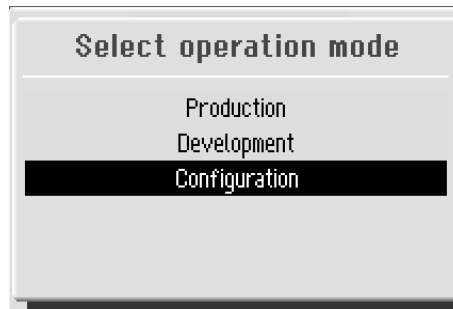 Select operation mode
Production
Development
Configuration